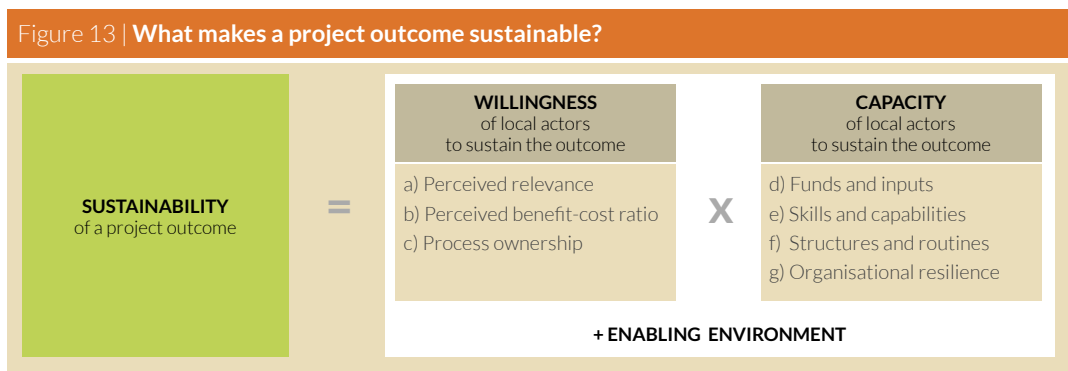 Figure 13 | What makes a project outcome sustainable?
SUSTAINABILITY
of a project outcome
=
WILLINGNESS
of local actors
to sustain the outcome
a) Perceived relevance
b) Perceived benefit-cost ratio
c) Process ownership
X
CAPACITY
of local actors
to sustain the outcome
d) Funds and inputs
e) Skills and capabilities
f) Structures and routines
g) Organisational resilience
+ ENABLING ENVIRONMENT